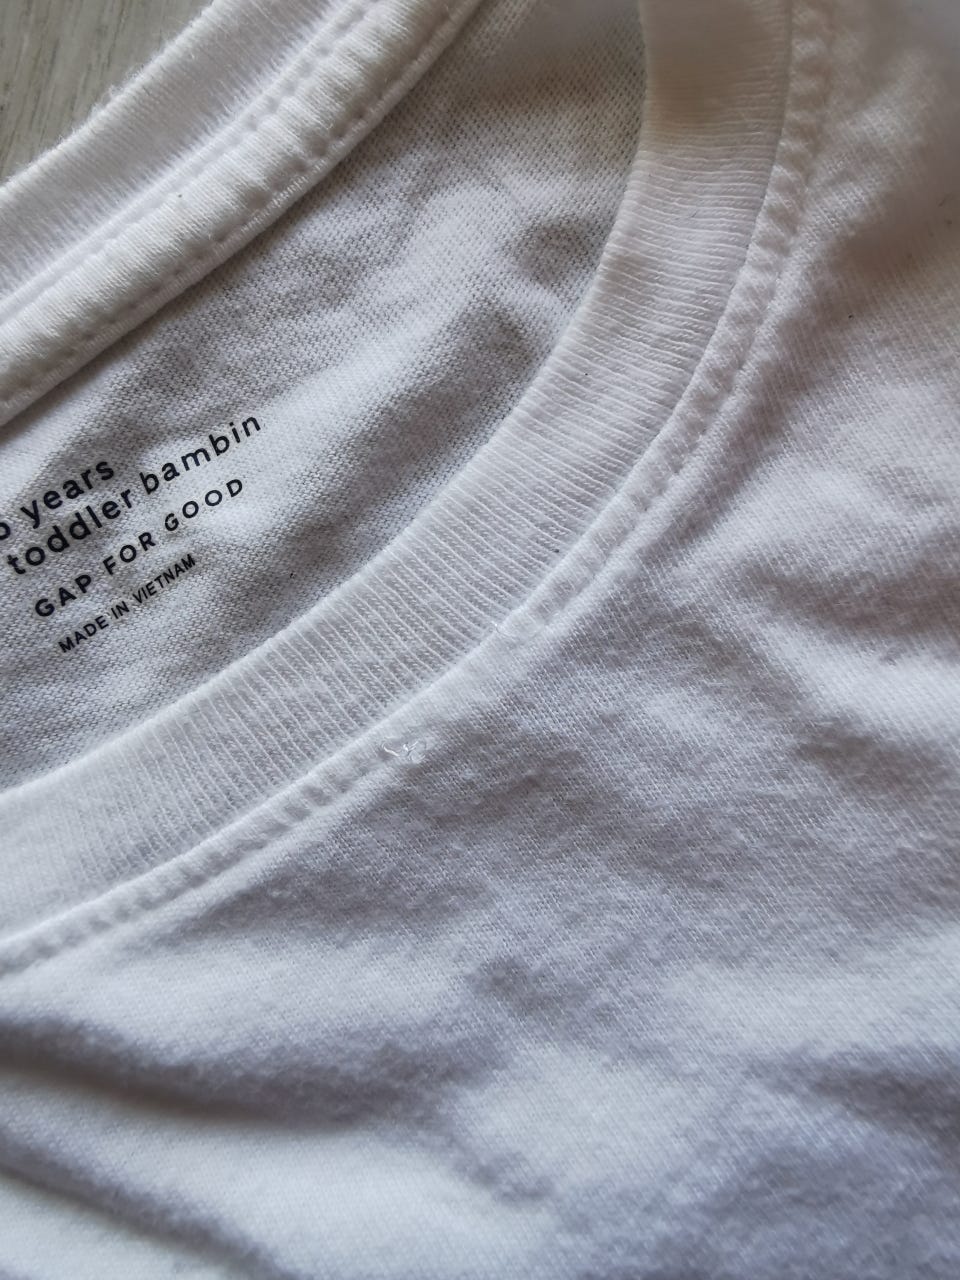 years
toddler bambin
GAP FOR GOOD
MADE IN VIETNAM